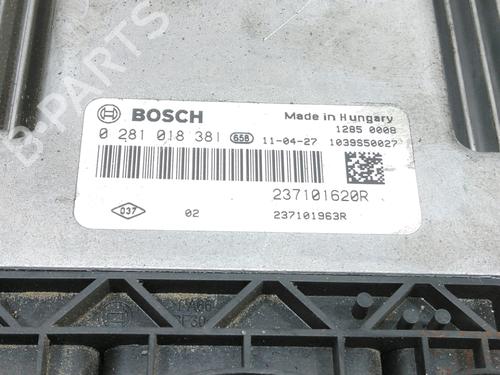 BOSCH
Made in Hungary
1285 0008
0 281 018 381 658 11-04-27 1039S50027
237101620R
037 02 237101963R
B-PARTS